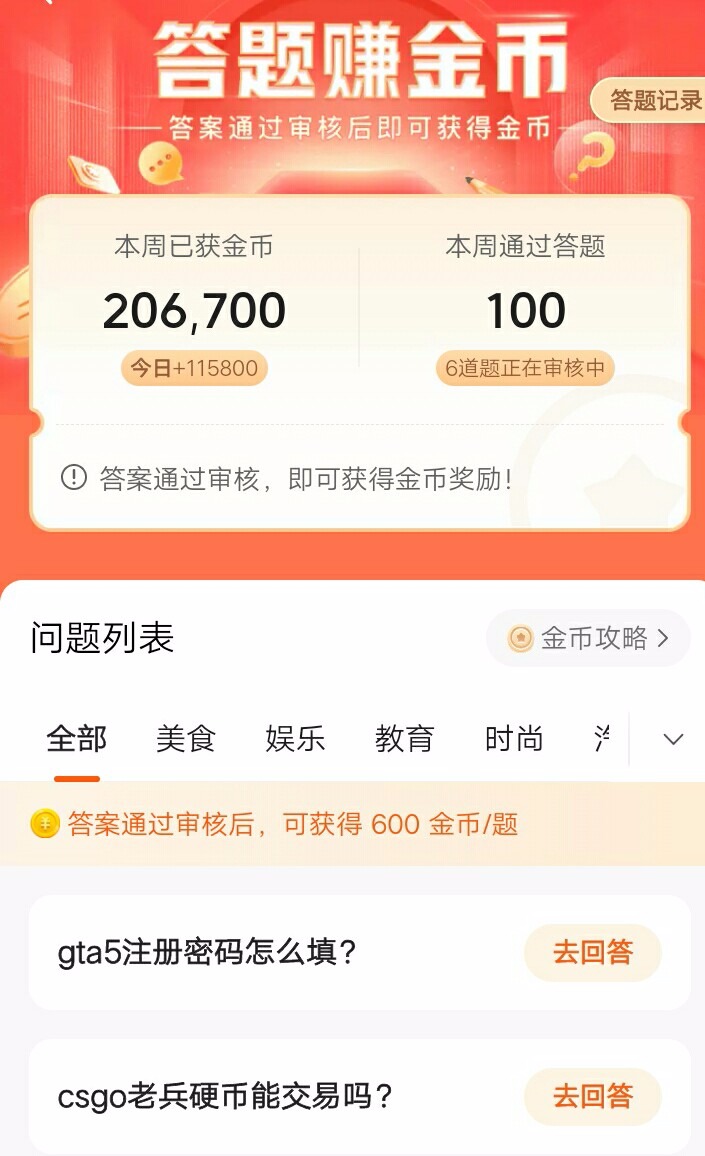 答题赚金币
答题记录
答案通过审核后即可获得金币
本周已获金币
本周通过答题
206,700
100
今日+115800
6道题正在审核中
答案通过审核，即可获得金币奖励！
问题列表
金币攻略
全部 美食 娱乐 教育 时尚
答案通过审核后，可获得 600 金币/题
gta5注册密码怎么填？
去回答
csgo老兵硬币能交易吗？
去回答